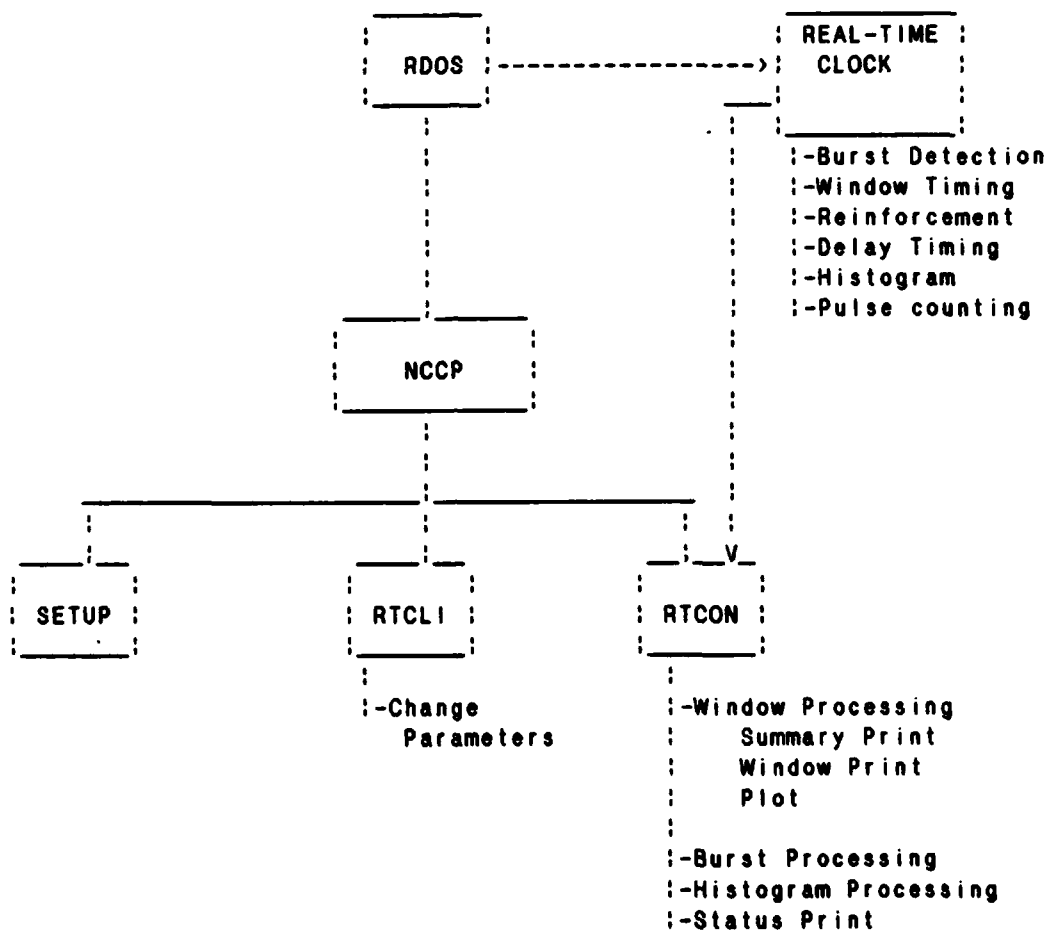 RDOS
REAL-TIME
CLOCK
-Burst Detection
-Window Timing
-Reinforcement
-Delay Timing
-Histogram
-Pulse counting
NCCP
SETUP
RTCLI
RTCON
-Change
Parameters
-Window Processing
Summary Print
Window Print
Plot
-Burst Processing
-Histogram Processing
-Status Print